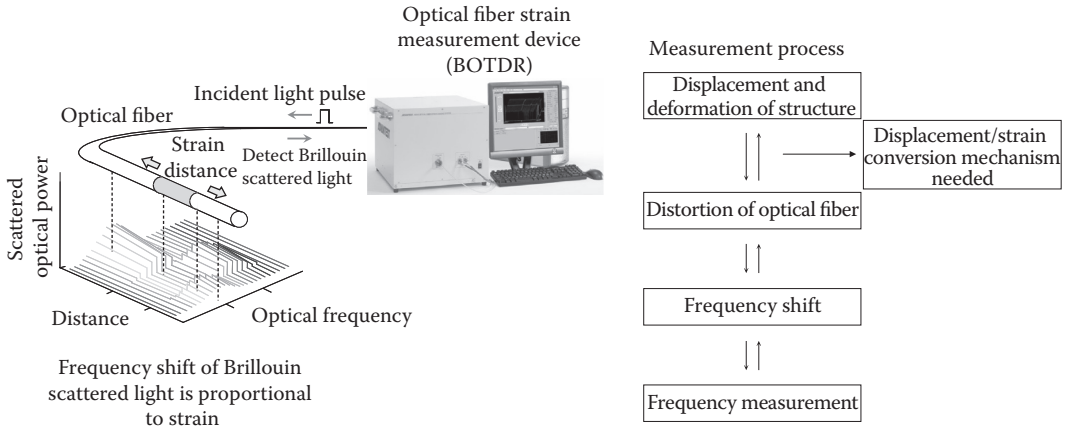 Optical fiber strain
measurement device
(BOTDR)
Incident light pulse
Optical fiber
Strain
distance
Detect Brillouin
scattered light
Scattered
optical power
Distance
Optical frequency
Frequency shift of Brillouin
scattered light is proportional
to strain
Measurement process
Displacement and
deformation of structure
Displacement/strain
conversion mechanism
needed
Distortion of optical fiber
Frequency shift
Frequency measurement